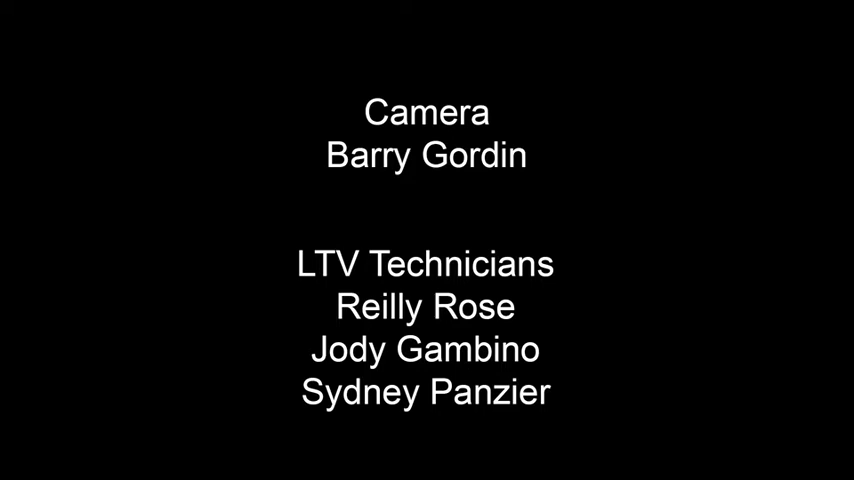 Camera
Barry Gordin
LTV Technicians
Reilly Rose
Jody Gambino
Sydney Panzier